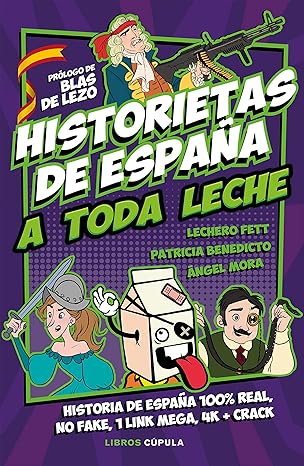 PRÓLOGO DE
BLAS
DE LEZO
HISTORIETAS
DE ESPAÑA
A TODA LECHE
LECHERO FETT
PATRICIA BENEDICTO
ÁNGEL MORA
HISTORIA DE ESPAÑA 100% REAL,
NO FAKE, 1 LINK MEGA, 4K + CRACK
LIBROS CÚPULA